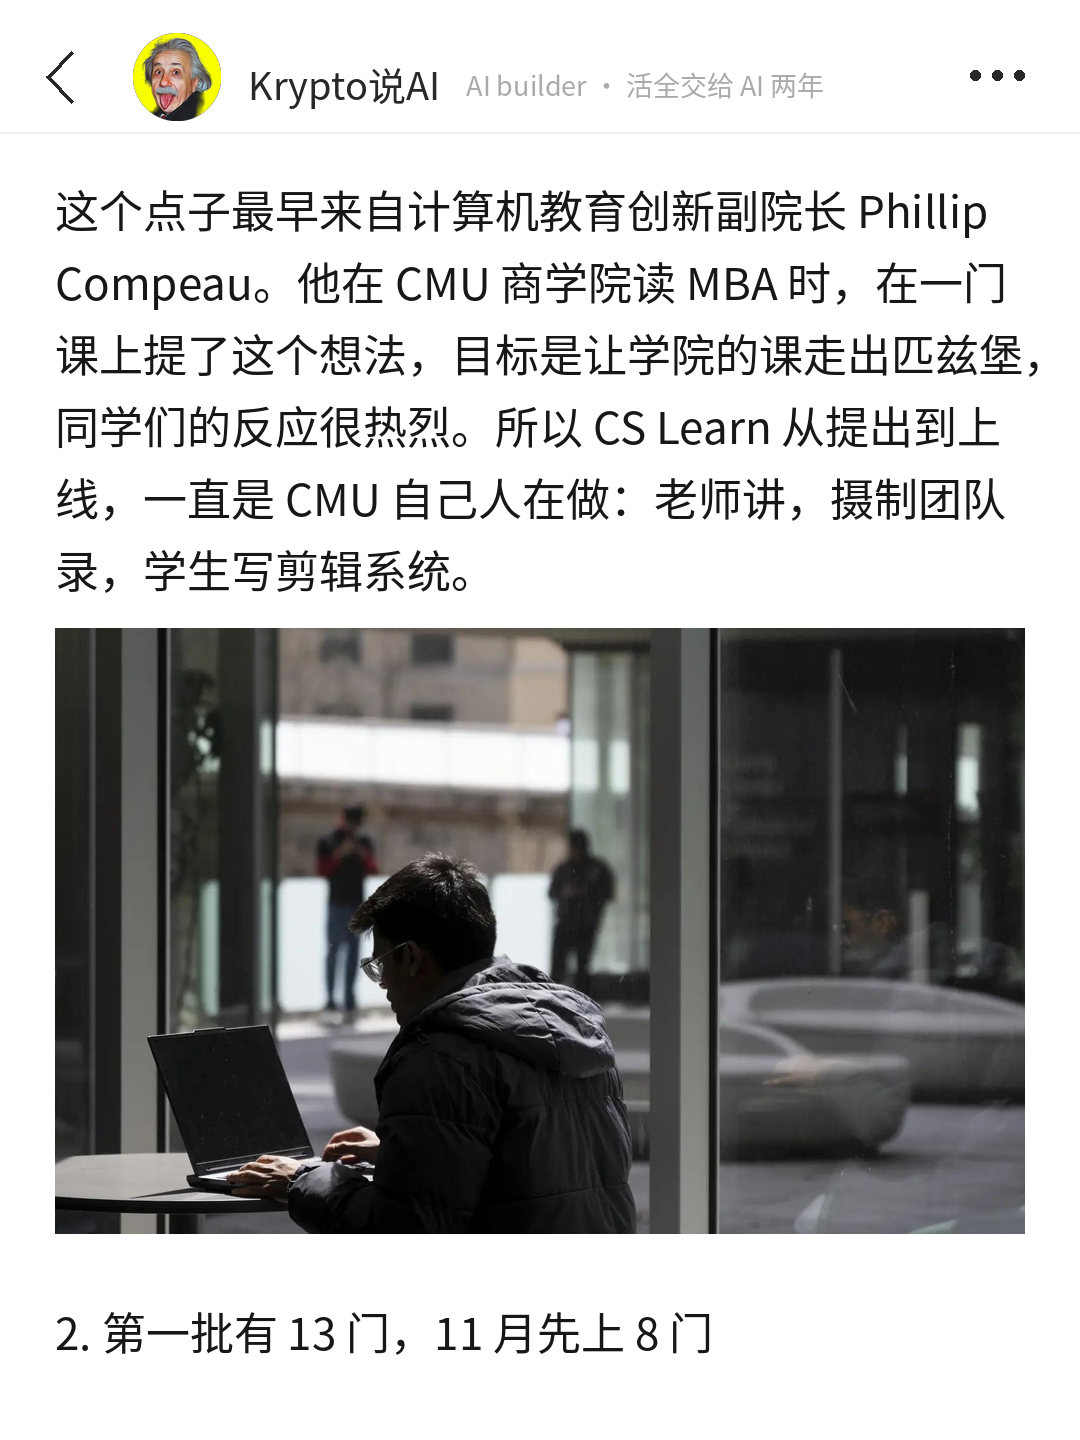 Krypto说AI AI builder · 活全交给 AI 两年
这个点子最早来自计算机教育创新副院长 Phillip
Compeau。他在 CMU 商学院读 MBA 时，在一门
课上提了这个想法，目标是让学院的课走出匹兹堡，
同学们的反应很热烈。所以 CS Learn 从提出到上
线，一直是 CMU 自己人在做：老师讲，摄制团队
录，学生写剪辑系统。
2. 第一批有 13 门，11 月先上 8 门